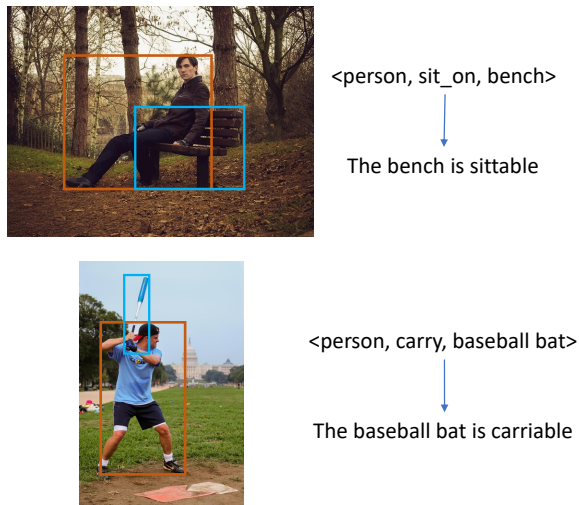 <person, sit_on, bench>
The bench is sittable
<person, carry, baseball bat>
The baseball bat is carriable